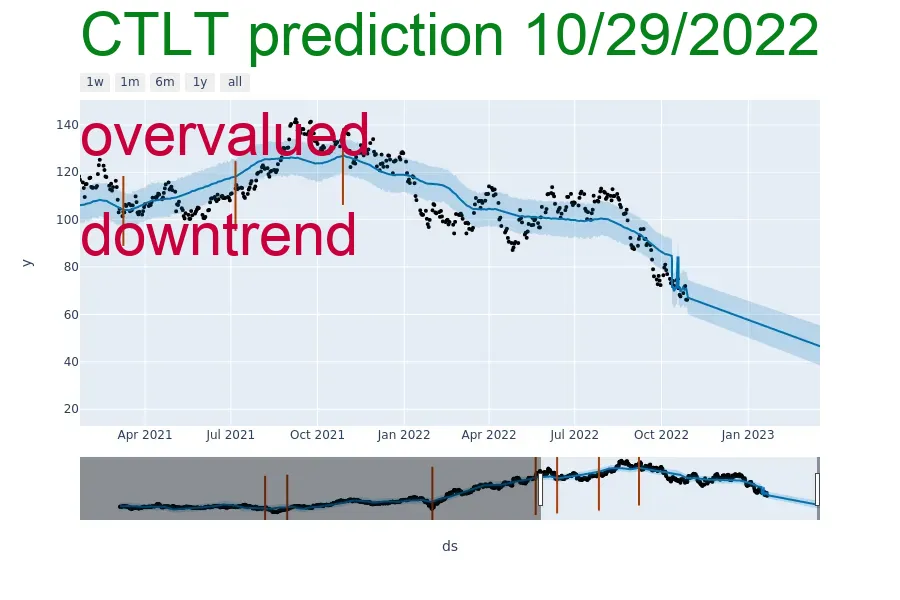 CTLT prediction 10/29/2022
1w 1m 6m 1y all
overvalued
downtrend
y
140
120
100
80
60
40
20
Apr 2021 Jul 2021 Oct 2021 Jan 2022 Apr 2022 Jul 2022 Oct 2022 Jan 2023
ds